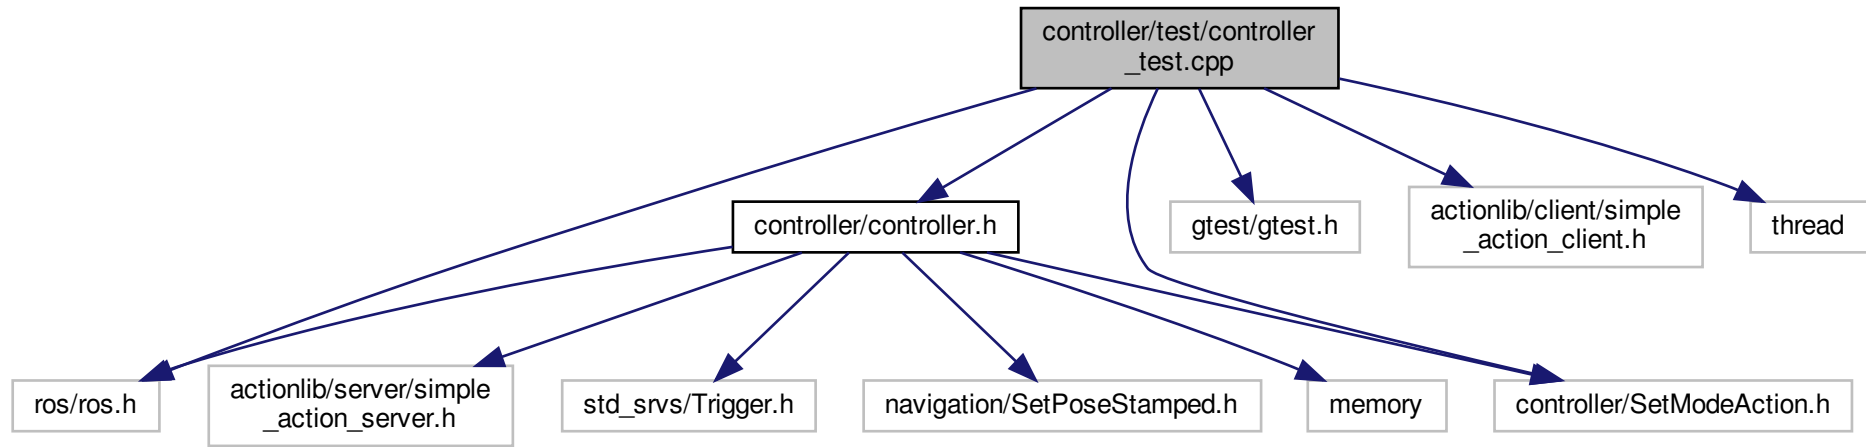 controller/test/controller
_test.cpp
controller/controller.h
gtest/gtest.h
actionlib/client/simple
_action_client.h
thread
ros/ros.h
actionlib/server/simple
_action_server.h
std_srvs/Trigger.h
navigation/SetPoseStamped.h
memory
controller/SetModeAction.h